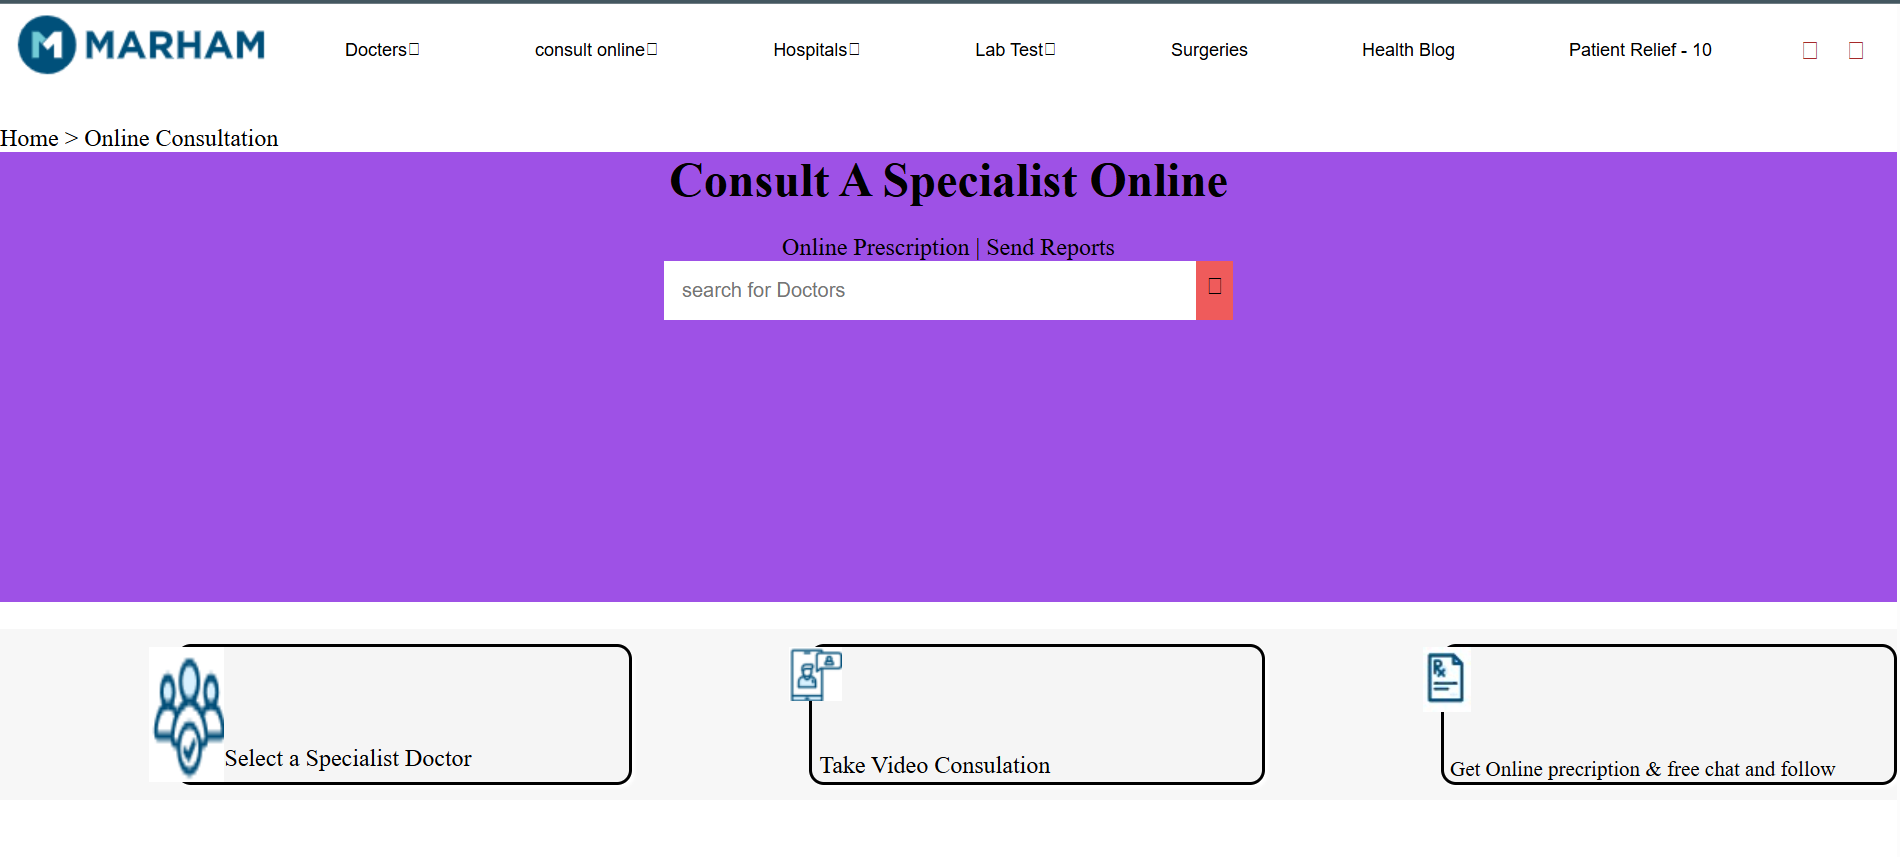 MARHAM
Docters consult online Hospitals Lab Test Surgeries Health Blog Patient Relief - 10
Home > Online Consultation
Consult A Specialist Online
Online Prescription | Send Reports
search for Doctors
Select a Specialist Doctor
Take Video Consulation
Get Online precription & free chat and follow